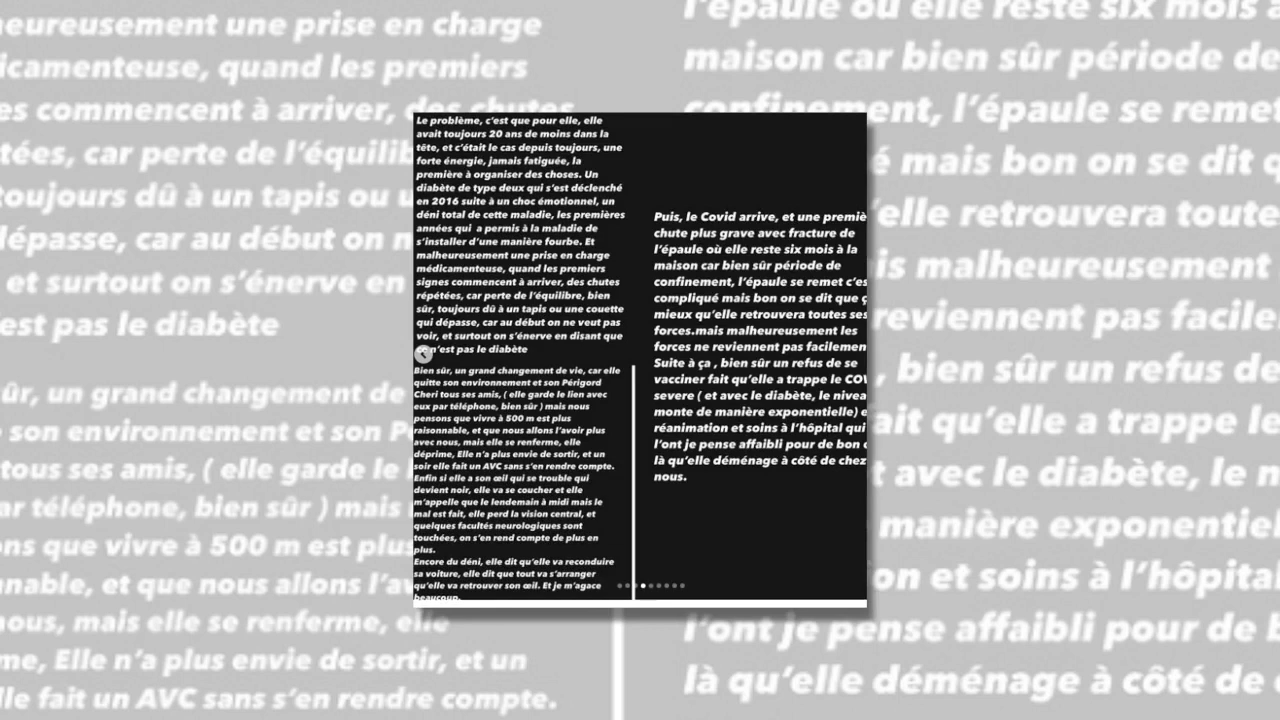 Le problème, c'est que pour elle, elle
avait toujours 20 ans de moins dans la
tête, et c'était le cas depuis toujours, une
forte énergie, jamais fatiguée, la
première à organiser des choses. Un
diabète de type deux qui s'est déclenché
en 2016 suite à un choc émotionnel, un
déni total de cette maladie, les premières
années qui a permis à la maladie de
s'installer d'une manière fourbe. Et
malheureusement une prise en charge
médicamenteuse, quand les premiers
signes commencent à arriver, des chutes
répétées, car perte de l'équilibre, bien
sûr, toujours dû à un tapis ou une couette
qui dépasse, car au début on ne veut pas
voir, et surtout on s'énerve en disant que
n'est pas le diabète
Bien sûr, un grand changement de vie, car elle
quitte son environnement et son Périgord
Cheri tous ses amis, ( elle garde le lien avec
eux par téléphone, bien sûr ) mais nous
pensons que vivre à 500 m est plus
raisonnable, et que nous allons l'avoir plus
avec nous, mais elle se renferme, elle
déprime, Elle n'a plus envie de sortir, et un
soir elle fait un AVC sans s'en rendre compte.
Enfin si elle a son œil qui se trouble qui
devient noir, elle va se coucher et elle
m'appelle que le lendemain à midi mais le
mal est fait, elle perd la vision central, et
quelques facultés neurologiques sont
touchées, on s'en rend compte de plus en
plus.
Encore du déni, elle dit qu'elle va reconduire
sa voiture, elle dit que tout va s'arranger
qu'elle va retrouver son œil. Et je m'agace
beaucoup.
Puis, le Covid arrive, et une premiè
chute plus grave avec fracture de
l'épaule où elle reste six mois à la
maison car bien sûr période de
confinement, l'épaule se remet c'es
compliqué mais bon on se dit que ç
mieux qu'elle retrouvera toutes ses
forces.mais malheureusement les
forces ne reviennent pas facilemen
Suite à ça , bien sûr un refus de se
vacciner fait qu'elle a trappe le COV
severe ( et avec le diabète, le nivea
monte de manière exponentielle) e
réanimation et soins à l'hôpital qui
l'ont je pense affaibli pour de bon
là qu'elle déménage à côté de chez
nous.